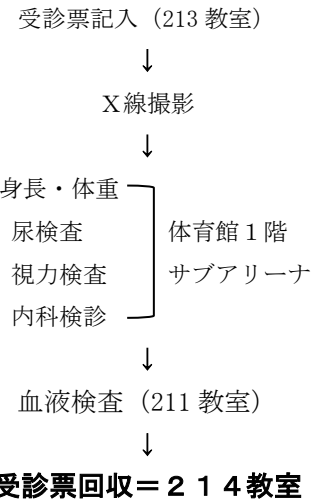 受診票記入（213 教室）
↓
Ｘ線撮影
↓
身長・体重
尿検査 体育館１階
視力検査 サブアリーナ
内科検診
↓
血液検査（211 教室）
↓
受診票回収＝２１４教室